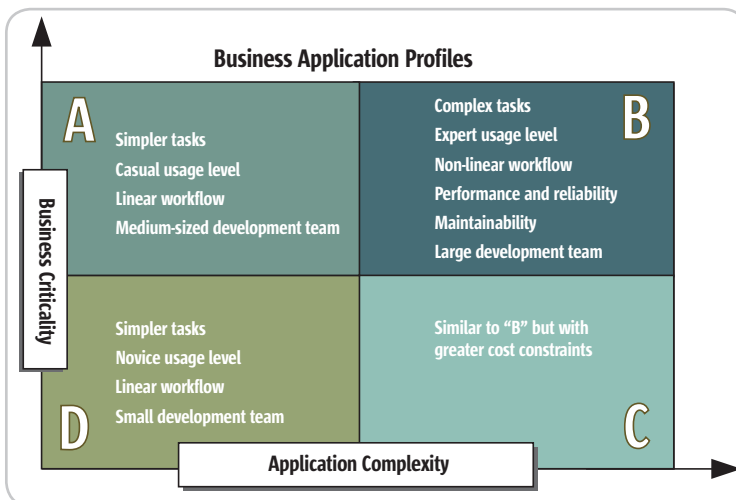 Business Application Profiles
A
Simpler tasks
Casual usage level
Linear workflow
Medium-sized development team
B
Complex tasks
Expert usage level
Non-linear workflow
Performance and reliability
Maintainability
Large development team
Business Criticality
D
Simpler tasks
Novice usage level
Linear workflow
Small development team
C
Similar to “B” but with
greater cost constraints
Application Complexity